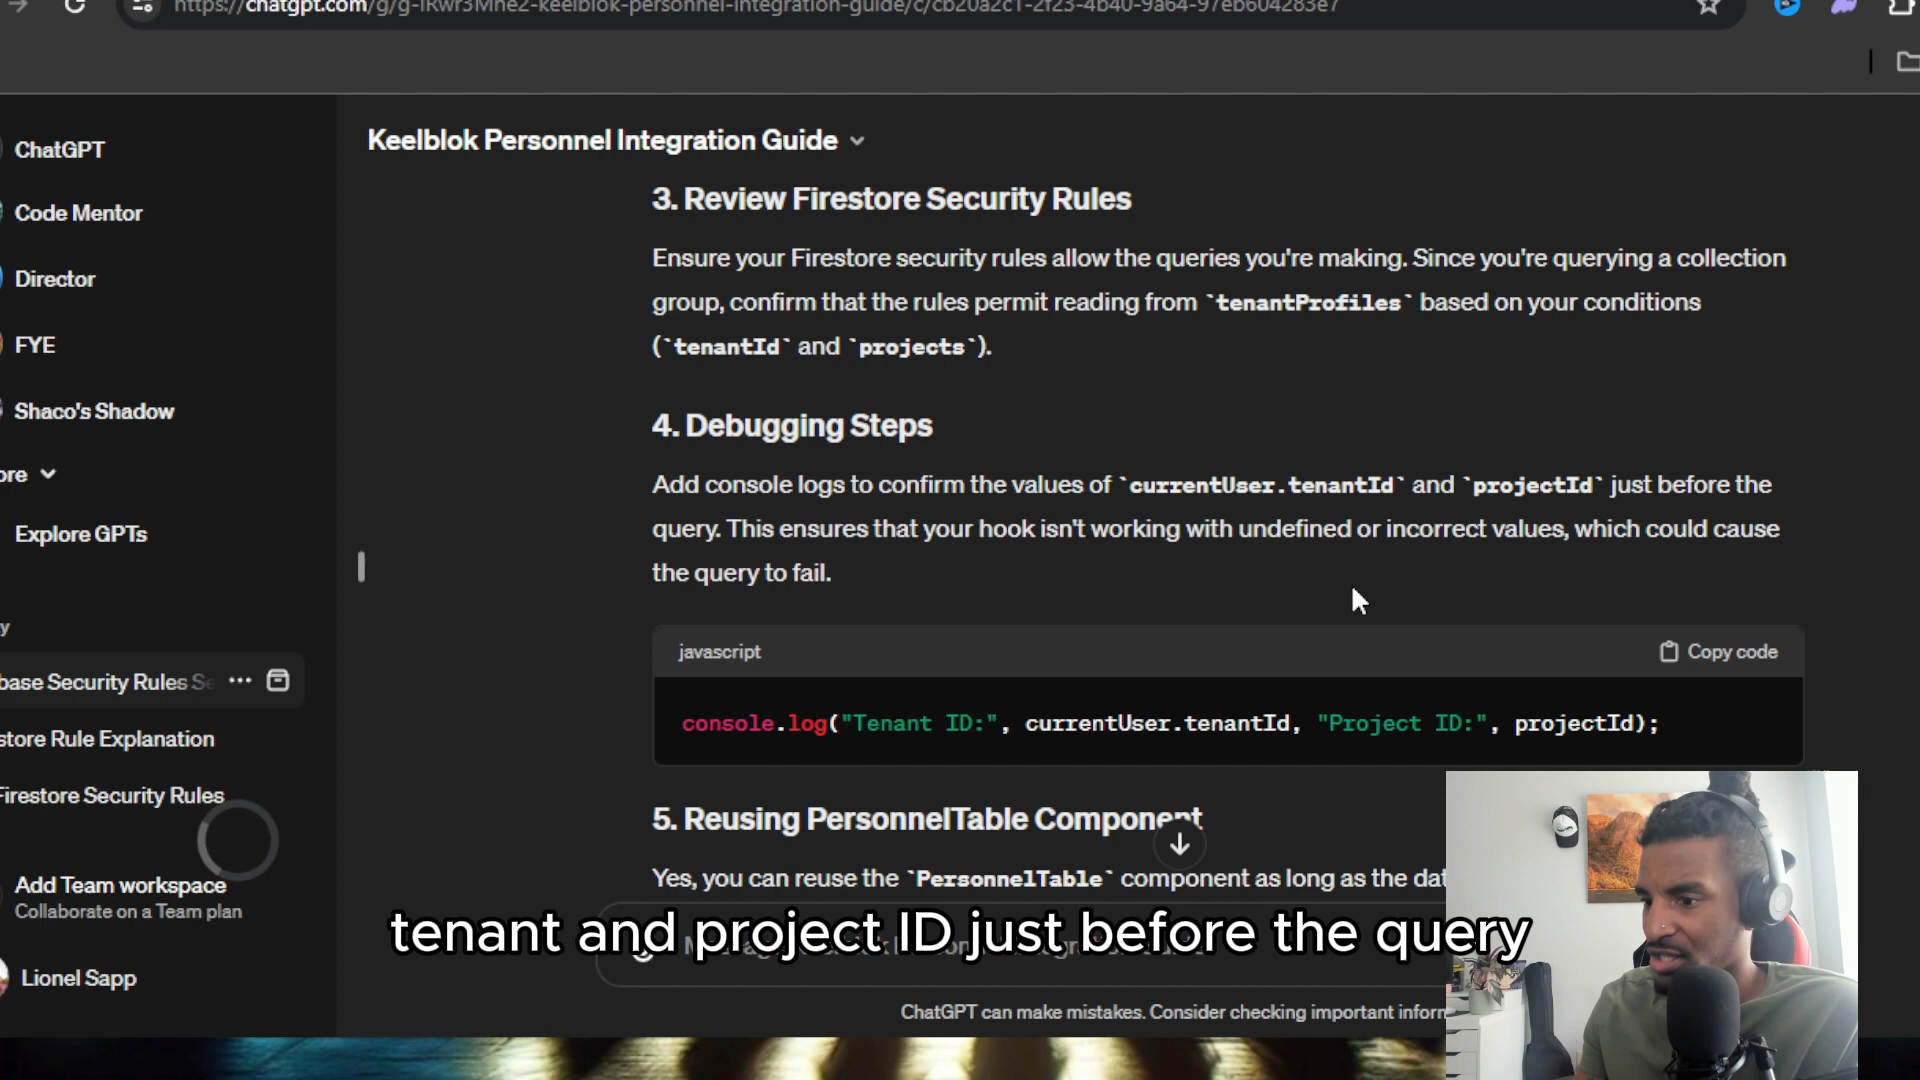 https://chatgpt.com/g/g-iRwr3Mne2-keelblok-personnel-integration-guide/c/cb20a2c1-2f23-4b40-9a64-97eb604283e7
ChatGPT
Code Mentor
Director
FYE
Shaco's Shadow
ore
Explore GPTs
y
base Security Rules Se
store Rule Explanation
Firestore Security Rules
Add Team workspace
Collaborate on a Team plan
Lionel Sapp
Keelblok Personnel Integration Guide
3. Review Firestore Security Rules
Ensure your Firestore security rules allow the queries you're making. Since you're querying a collection
group, confirm that the rules permit reading from `tenantProfiles` based on your conditions
(`tenantId` and `projects`).
4. Debugging Steps
Add console logs to confirm the values of `currentUser.tenantId` and `projectId` just before the
query. This ensures that your hook isn't working with undefined or incorrect values, which could cause
the query to fail.
javascript
Copy code
console.log("Tenant ID:", currentUser.tenantId, "Project ID:", projectId);
5. Reusing PersonnelTable Component
Yes, you can reuse the `PersonnelTable` component as long as the dat
tenant and project ID just before the query
ChatGPT can make mistakes. Consider checking important inforn